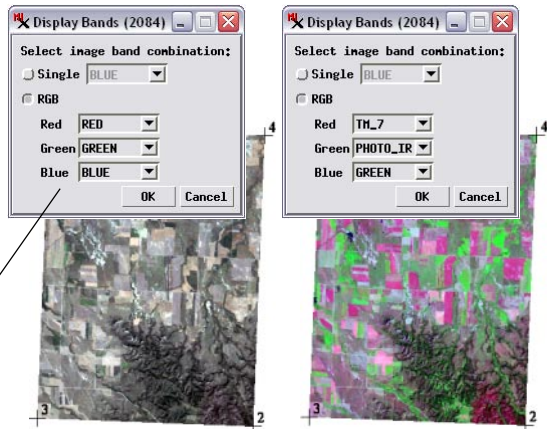 Display Bands (2084)
Select image band combination:
Single BLUE
RGB
Red RED
Green GREEN
Blue BLUE
OK Cancel
4
3
2
Display Bands (2084)
Select image band combination:
Single BLUE
RGB
Red TM_7
Green PHOTO_IR
Blue GREEN
OK Cancel
4
3
2